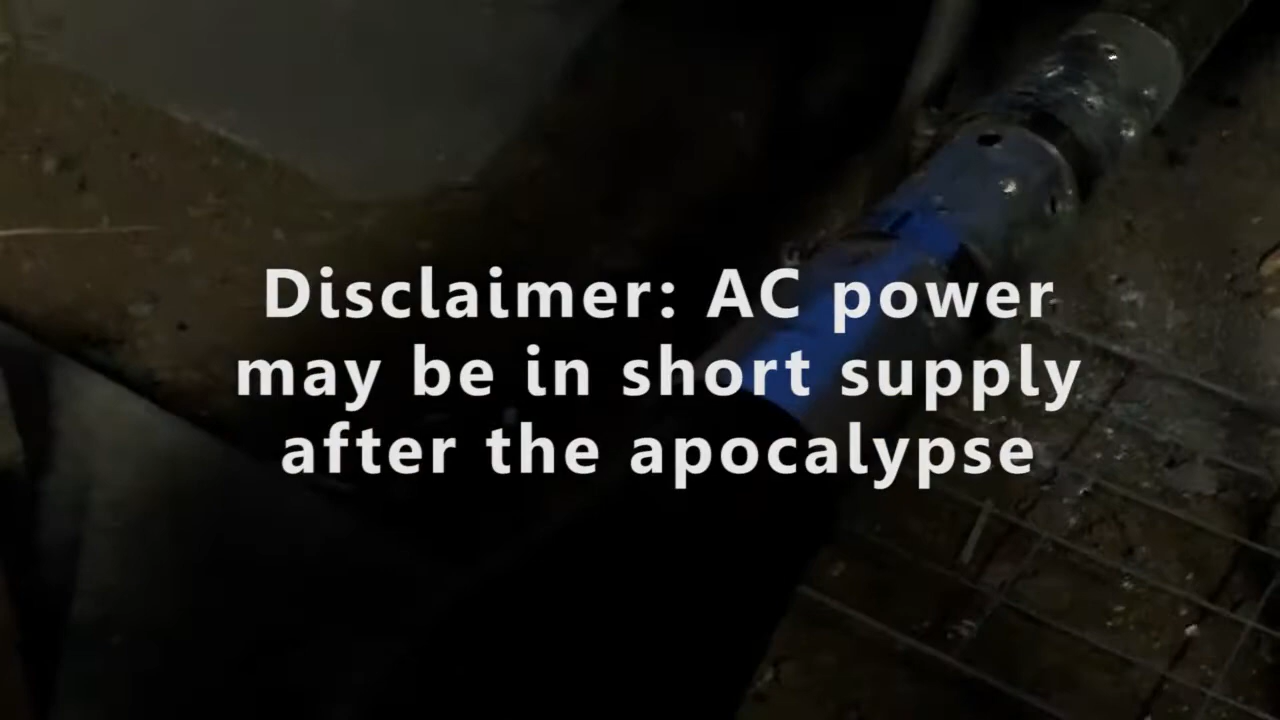 Disclaimer: AC power
may be in short supply
after the apocalypse